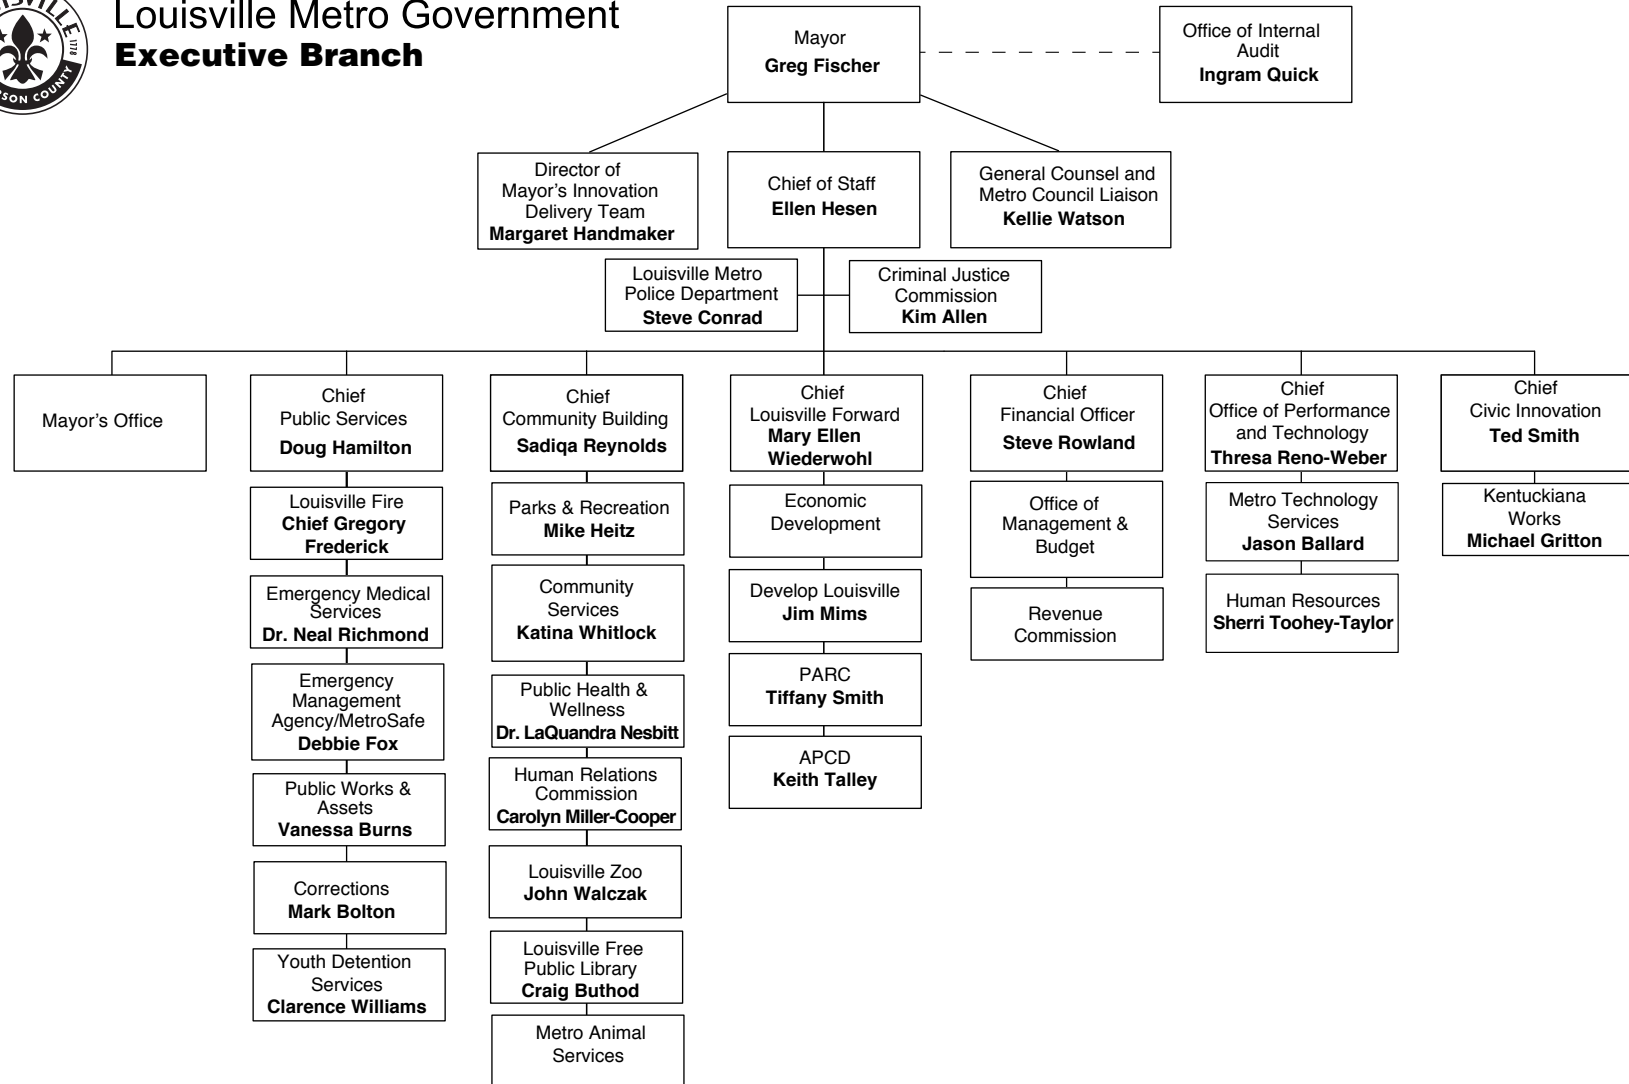 Louisville Metro Government
Executive Branch
1778
Mayor
Greg Fischer
Office of Internal
Audit
Ingram Quick
Director of
Mayor’s Innovation
Delivery Team
Margaret Handmaker
Chief of Staff
Ellen Hesen
General Counsel and
Metro Council Liaison
Kellie Watson
Louisville Metro
Police Department
Steve Conrad
Criminal Justice
Commission
Kim Allen
Mayor’s Office
Chief
Public Services
Doug Hamilton
Louisville Fire
Chief Gregory
Frederick
Emergency Medical
Services
Dr. Neal Richmond
Emergency
Management
Agency/MetroSafe
Debbie Fox
Public Works &
Assets
Vanessa Burns
Corrections
Mark Bolton
Youth Detention
Services
Clarence Williams
Chief
Community Building
Sadiqa Reynolds
Parks & Recreation
Mike Heitz
Community
Services
Katina Whitlock
Public Health &
Wellness
Dr. LaQuandra Nesbitt
Human Relations
Commission
Carolyn Miller-Cooper
Louisville Zoo
John Walczak
Louisville Free
Public Library
Craig Buthod
Metro Animal
Services
Chief
Louisville Forward
Mary Ellen
Wiederwohl
Economic
Development
Develop Louisville
Jim Mims
PARC
Tiffany Smith
APCD
Keith Talley
Chief
Financial Officer
Steve Rowland
Office of
Management &
Budget
Revenue
Commission
Chief
Office of Performance
and Technology
Thresa Reno-Weber
Metro Technology
Services
Jason Ballard
Human Resources
Sherri Toohey-Taylor
Chief
Civic Innovation
Ted Smith
Kentuckiana
Works
Michael Gritton